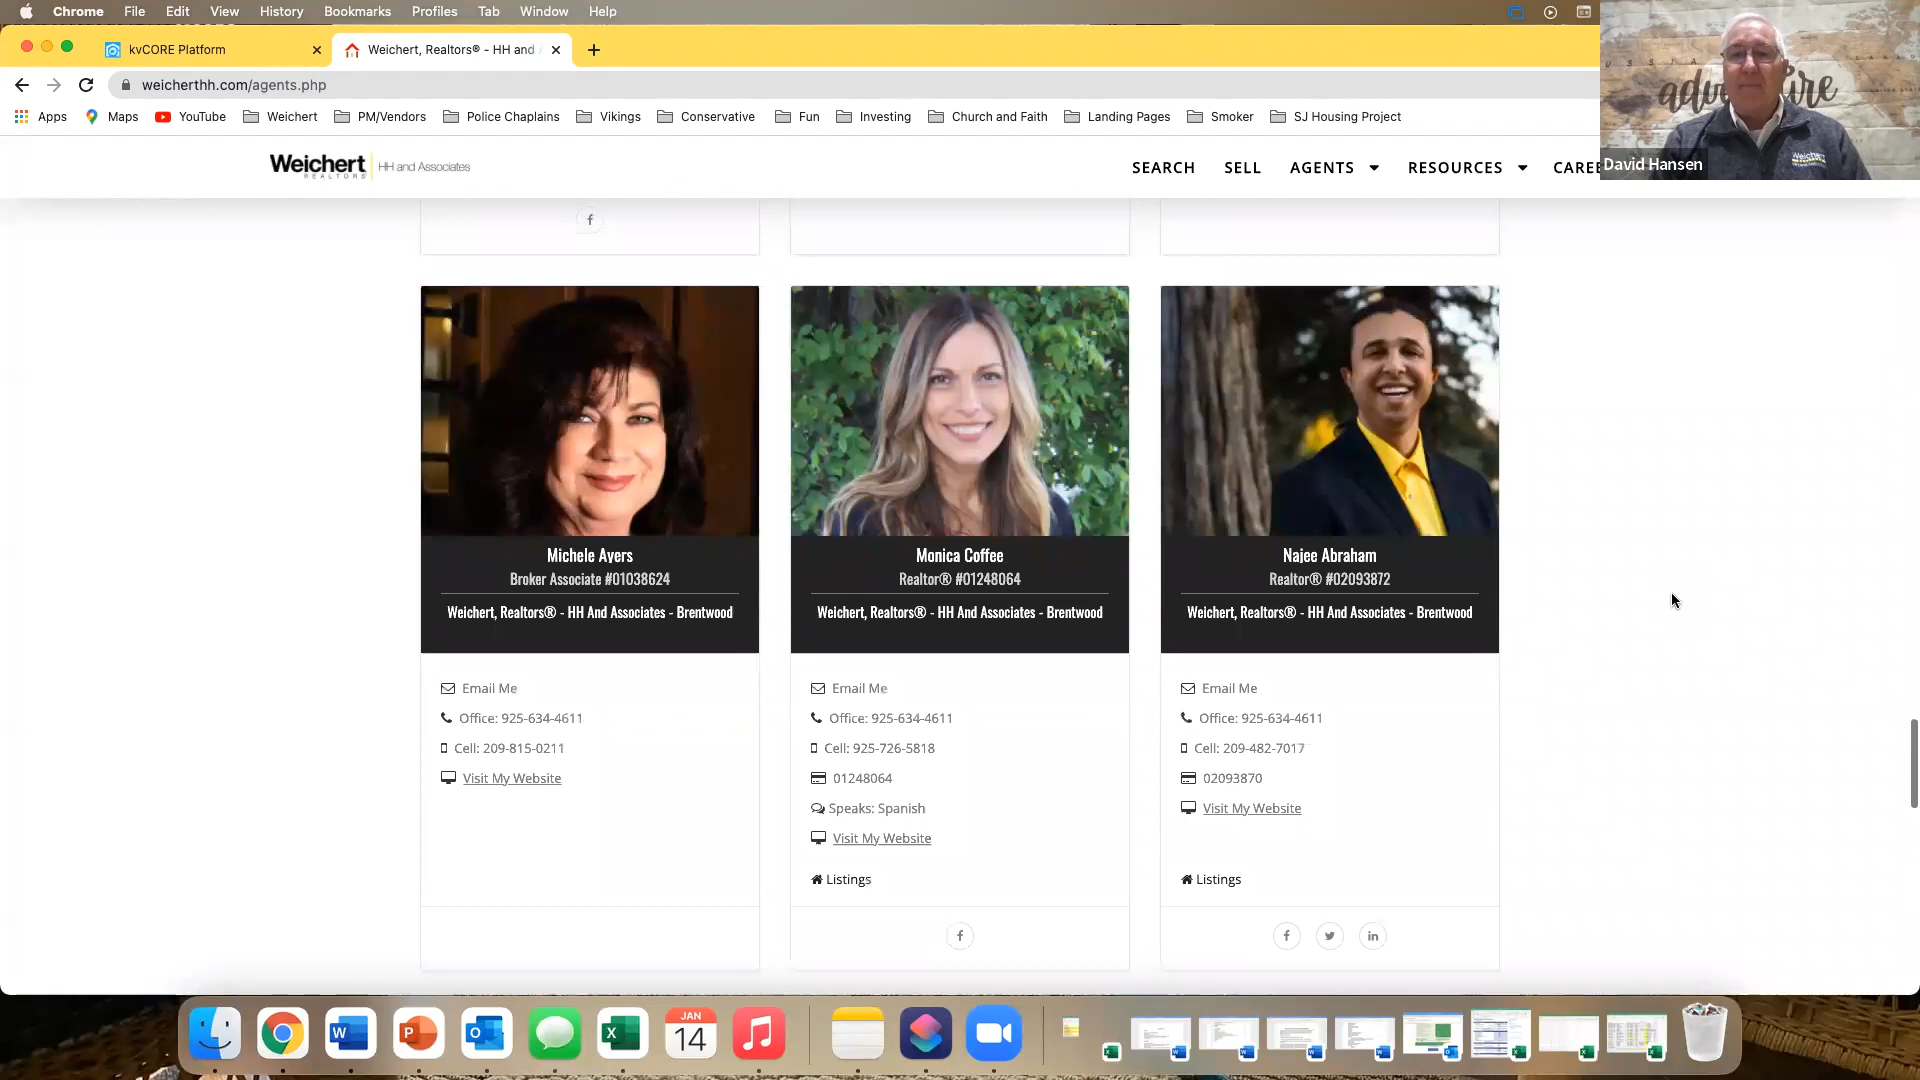 Chrome File Edit View History Bookmarks Profiles Tab Window Help
kvCORE Platform
Weichert, Realtors® - HH and
weicherthh.com/agents.php
Apps Maps YouTube Weichert PM/Vendors Police Chaplains Vikings Conservative Fun Investing Church and Faith Landing Pages Smoker SJ Housing Project
Weichert REALTORS HH and Associates
SEARCH SELL AGENTS RESOURCES CAREE
adventure
Weichert
David Hansen
Michele Ayers
Broker Associate #01038624
Weichert, Realtors® - HH And Associates - Brentwood
Email Me
Office: 925-634-4611
Cell: 209-815-0211
Visit My Website
Monica Coffee
Realtor® #01248064
Weichert, Realtors® - HH And Associates - Brentwood
Email Me
Office: 925-634-4611
Cell: 925-726-5818
01248064
Speaks: Spanish
Visit My Website
Listings
Najee Abraham
Realtor® #02093872
Weichert, Realtors® - HH And Associates - Brentwood
Email Me
Office: 925-634-4611
Cell: 209-482-7017
02093870
Visit My Website
Listings
JAN
14